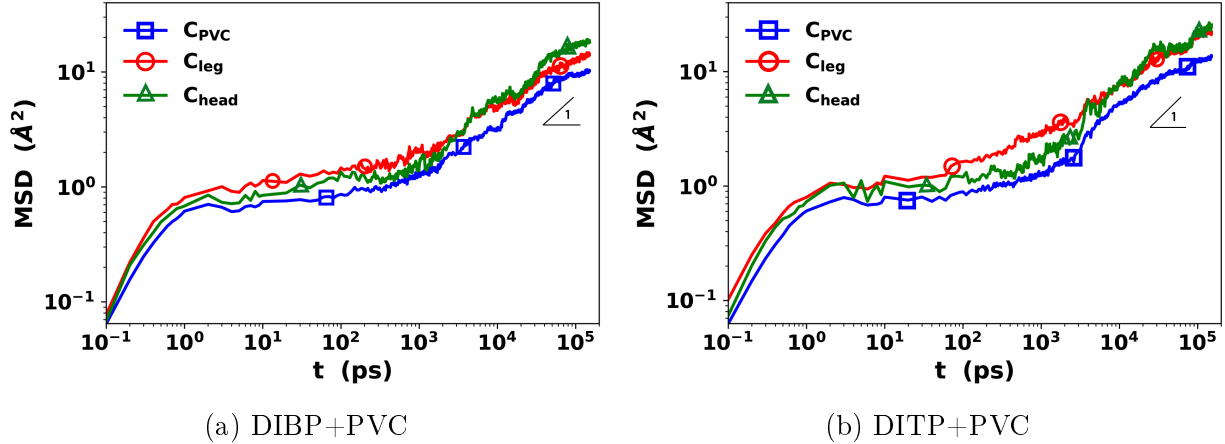 C_PVC
C_leg
C_head
MSD (Å²)
10¹
10⁰
10⁻¹
1
10⁻¹ 10⁰ 10¹ 10² 10³ 10⁴ 10⁵
t (ps)
(a) DIBP+PVC
C_PVC
C_leg
C_head
MSD (Å²)
10¹
10⁰
10⁻¹
1
10⁻¹ 10⁰ 10¹ 10² 10³ 10⁴ 10⁵
t (ps)
(b) DITP+PVC